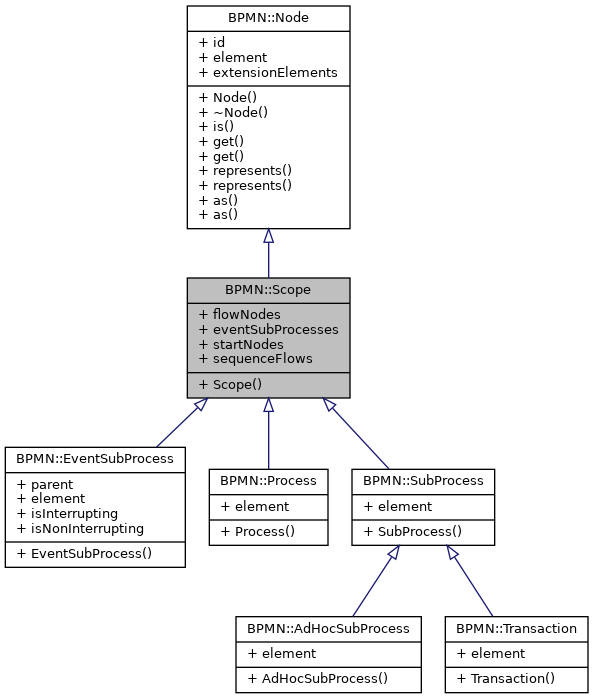 BPMN::Node
+ id
+ element
+ extensionElements
+ Node()
+ ~Node()
+ is()
+ get()
+ get()
+ represents()
+ represents()
+ as()
+ as()
BPMN::Scope
+ flowNodes
+ eventSubProcesses
+ startNodes
+ sequenceFlows
+ Scope()
BPMN::EventSubProcess
+ parent
+ element
+ isInterrupting
+ isNonInterrupting
+ EventSubProcess()
BPMN::Process
+ element
+ Process()
BPMN::SubProcess
+ element
+ SubProcess()
BPMN::AdHocSubProcess
+ element
+ AdHocSubProcess()
BPMN::Transaction
+ element
+ Transaction()